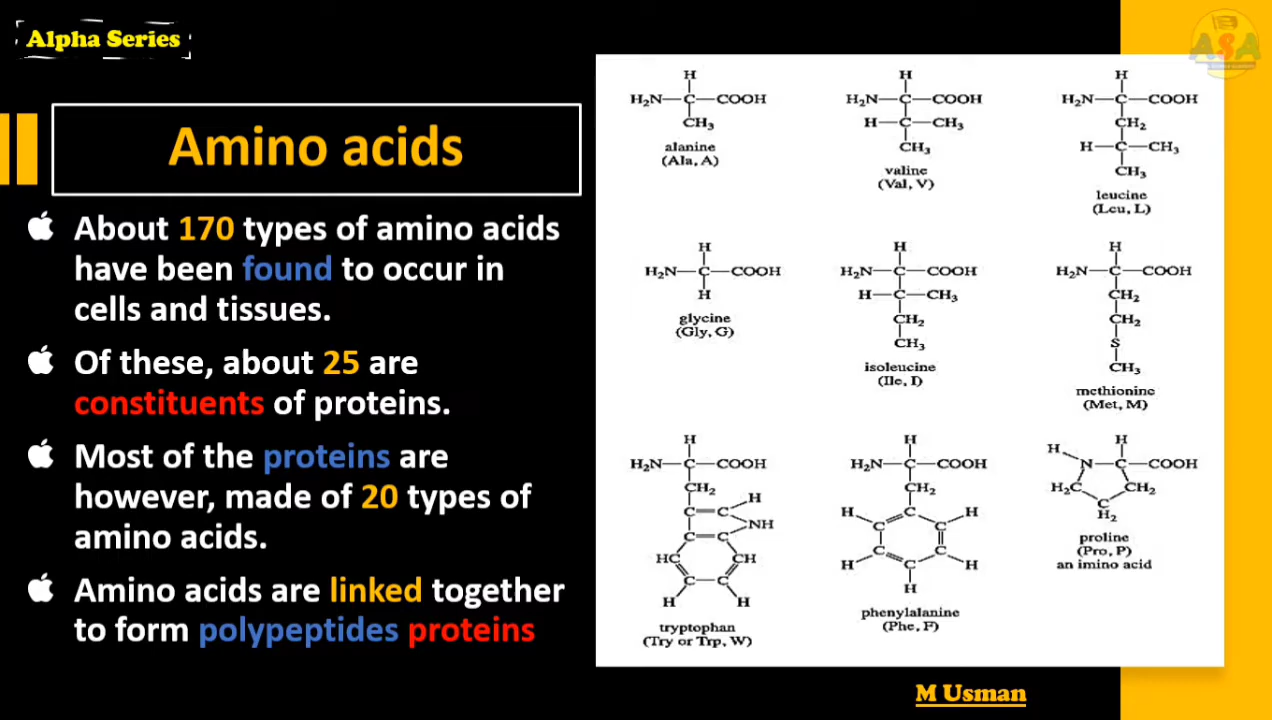 Alpha Series
ASA
Amino acids
About 170 types of amino acids
have been found to occur in
cells and tissues.
Of these, about 25 are
constituents of proteins.
Most of the proteins are
however, made of 20 types of
amino acids.
Amino acids are linked together
to form polypeptides proteins
H
H₂N—C—COOH
CH₃
alanine
(Ala, A)
H
H₂N—C—COOH
H—C—CH₃
CH₃
valine
(Val, V)
H
H₂N—C—COOH
CH₂
H—C—CH₃
CH₃
leucine
(Leu, L)
H
H₂N—C—COOH
H
glycine
(Gly, G)
H
H₂N—C—COOH
H—C—CH₃
CH₂
CH₃
isoleucine
(Ile, I)
H
H₂N—C—COOH
CH₂
CH₂
S
CH₃
methionine
(Met, M)
H
H₂N—C—COOH
CH₂
H
C C
NH
C C
HC CH
C—C
H H
tryptophan
(Try or Trp, W)
H
H₂N—C—COOH
CH₂
H C H
C C
C C
H C H
H
phenylalanine
(Phe, F)
H
H
N—C—COOH
H₂C CH₂
C
H₂
proline
(Pro, P)
an imino acid
M Usman